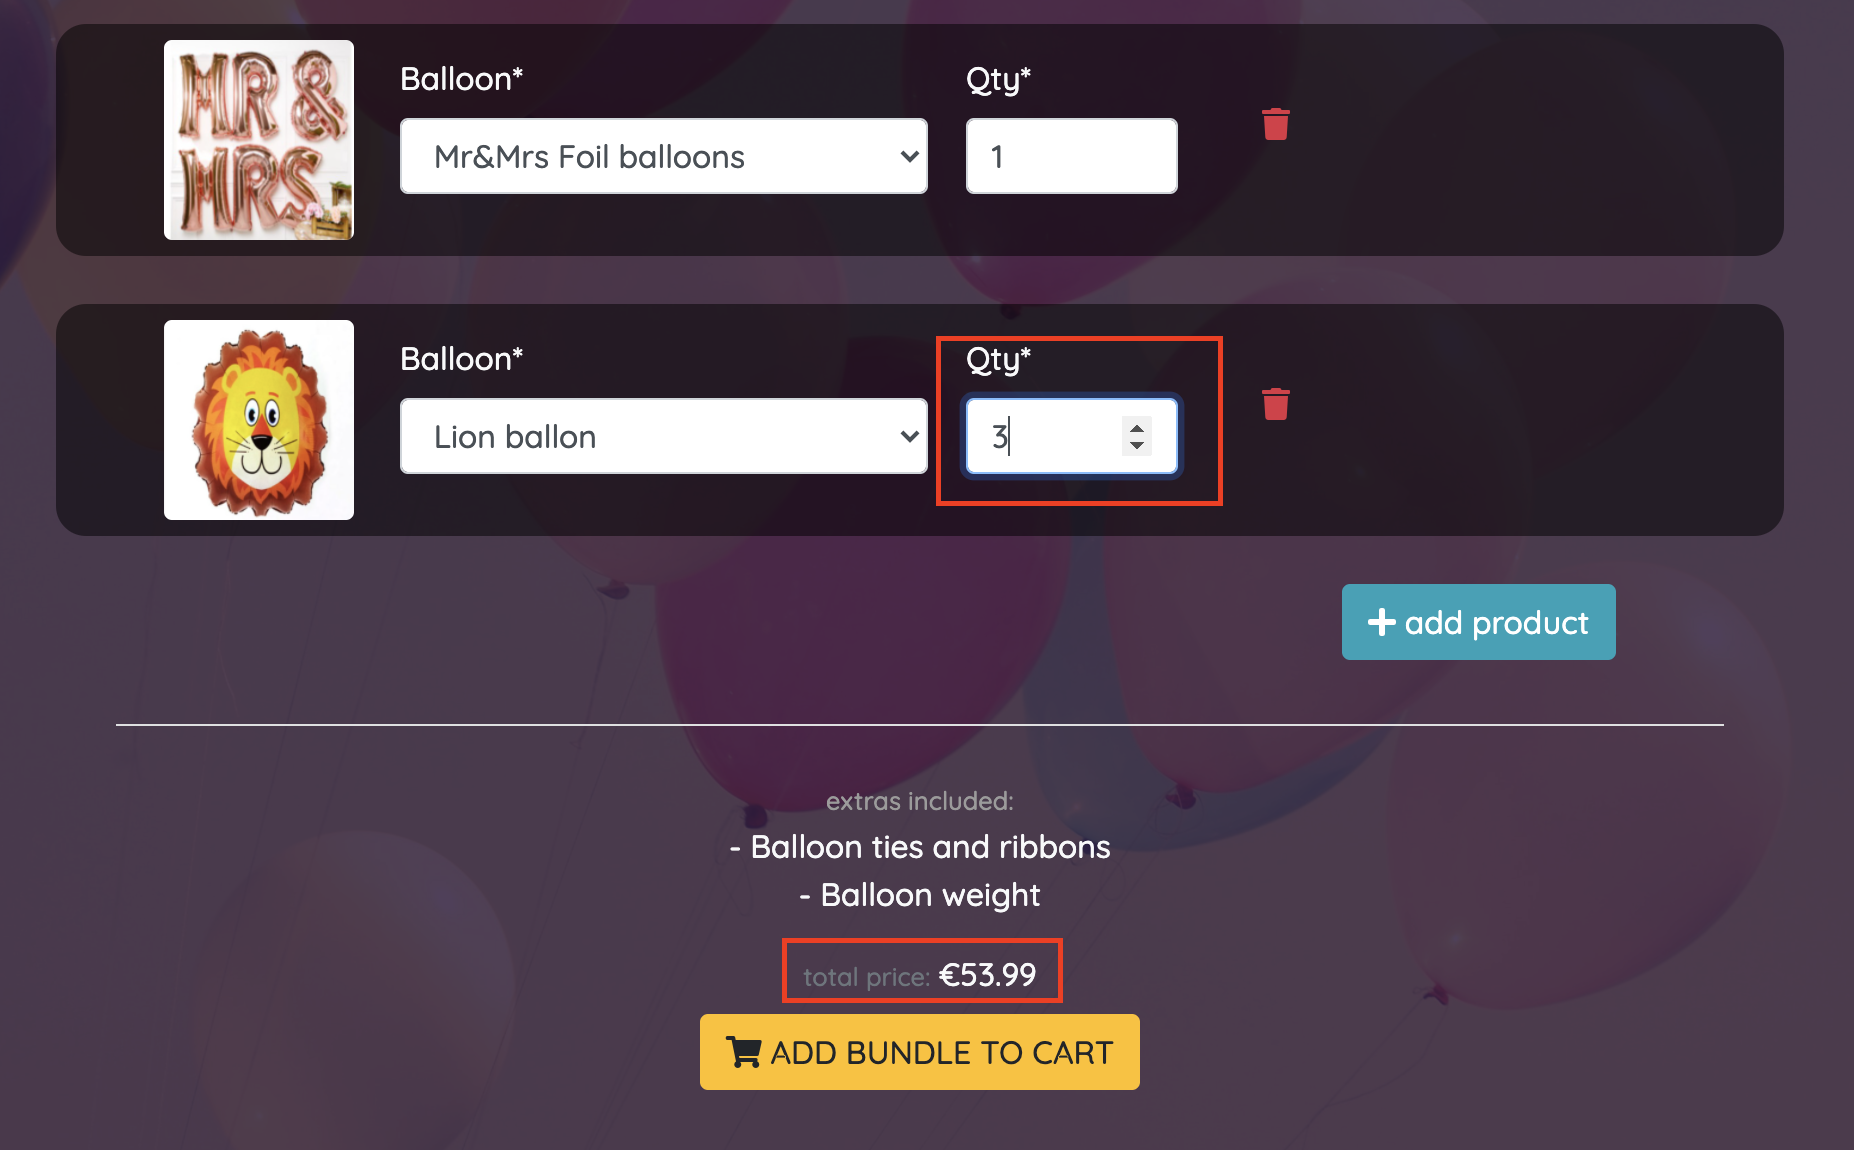 MR &
MRS
Balloon*
Qty*
Mr&Mrs Foil balloons
1
Balloon*
Qty*
Lion ballon
3
add product
extras included:
- Balloon ties and ribbons
- Balloon weight
total price: €53.99
ADD BUNDLE TO CART